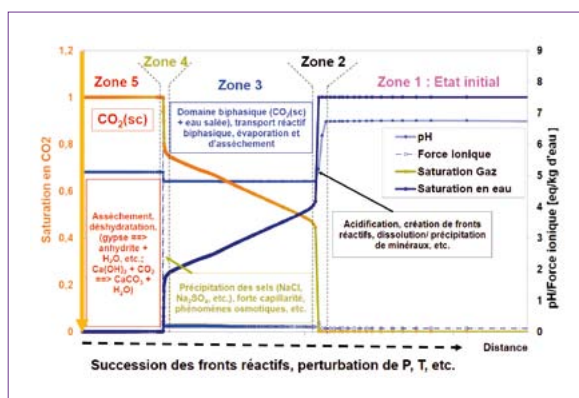 Zone 4
Zone 2
Zone 5
Zone 3
Zone 1 : Etat initial
CO2(sc)
Domaine biphasique (CO2(sc)
+ eau salée), transport réactif
biphasique, évaporation et
d'assèchement
pH
Force ionique
Saturation Gaz
Saturation en eau
Assèchement,
déshydratation,
(gypse ==>
anhydrite +
H2O, etc.;
Ca(OH)2 + CO2
==> CaCO3 +
H2O)
Précipitation des sels (NaCl,
Na2SO4, etc.), forte capillarité,
phénomènes osmotiques, etc.
Acidification, création de fronts
réactifs, dissolution/ précipitation
de minéraux, etc.
Saturation en CO2
1,2
1
0,8
0,6
0,4
0,2
0
pH/Force ionique [eq/kg d'eau]
9
8
7
6
5
4
3
2
1
0
Distance
Succession des fronts réactifs, perturbation de P, T, etc.